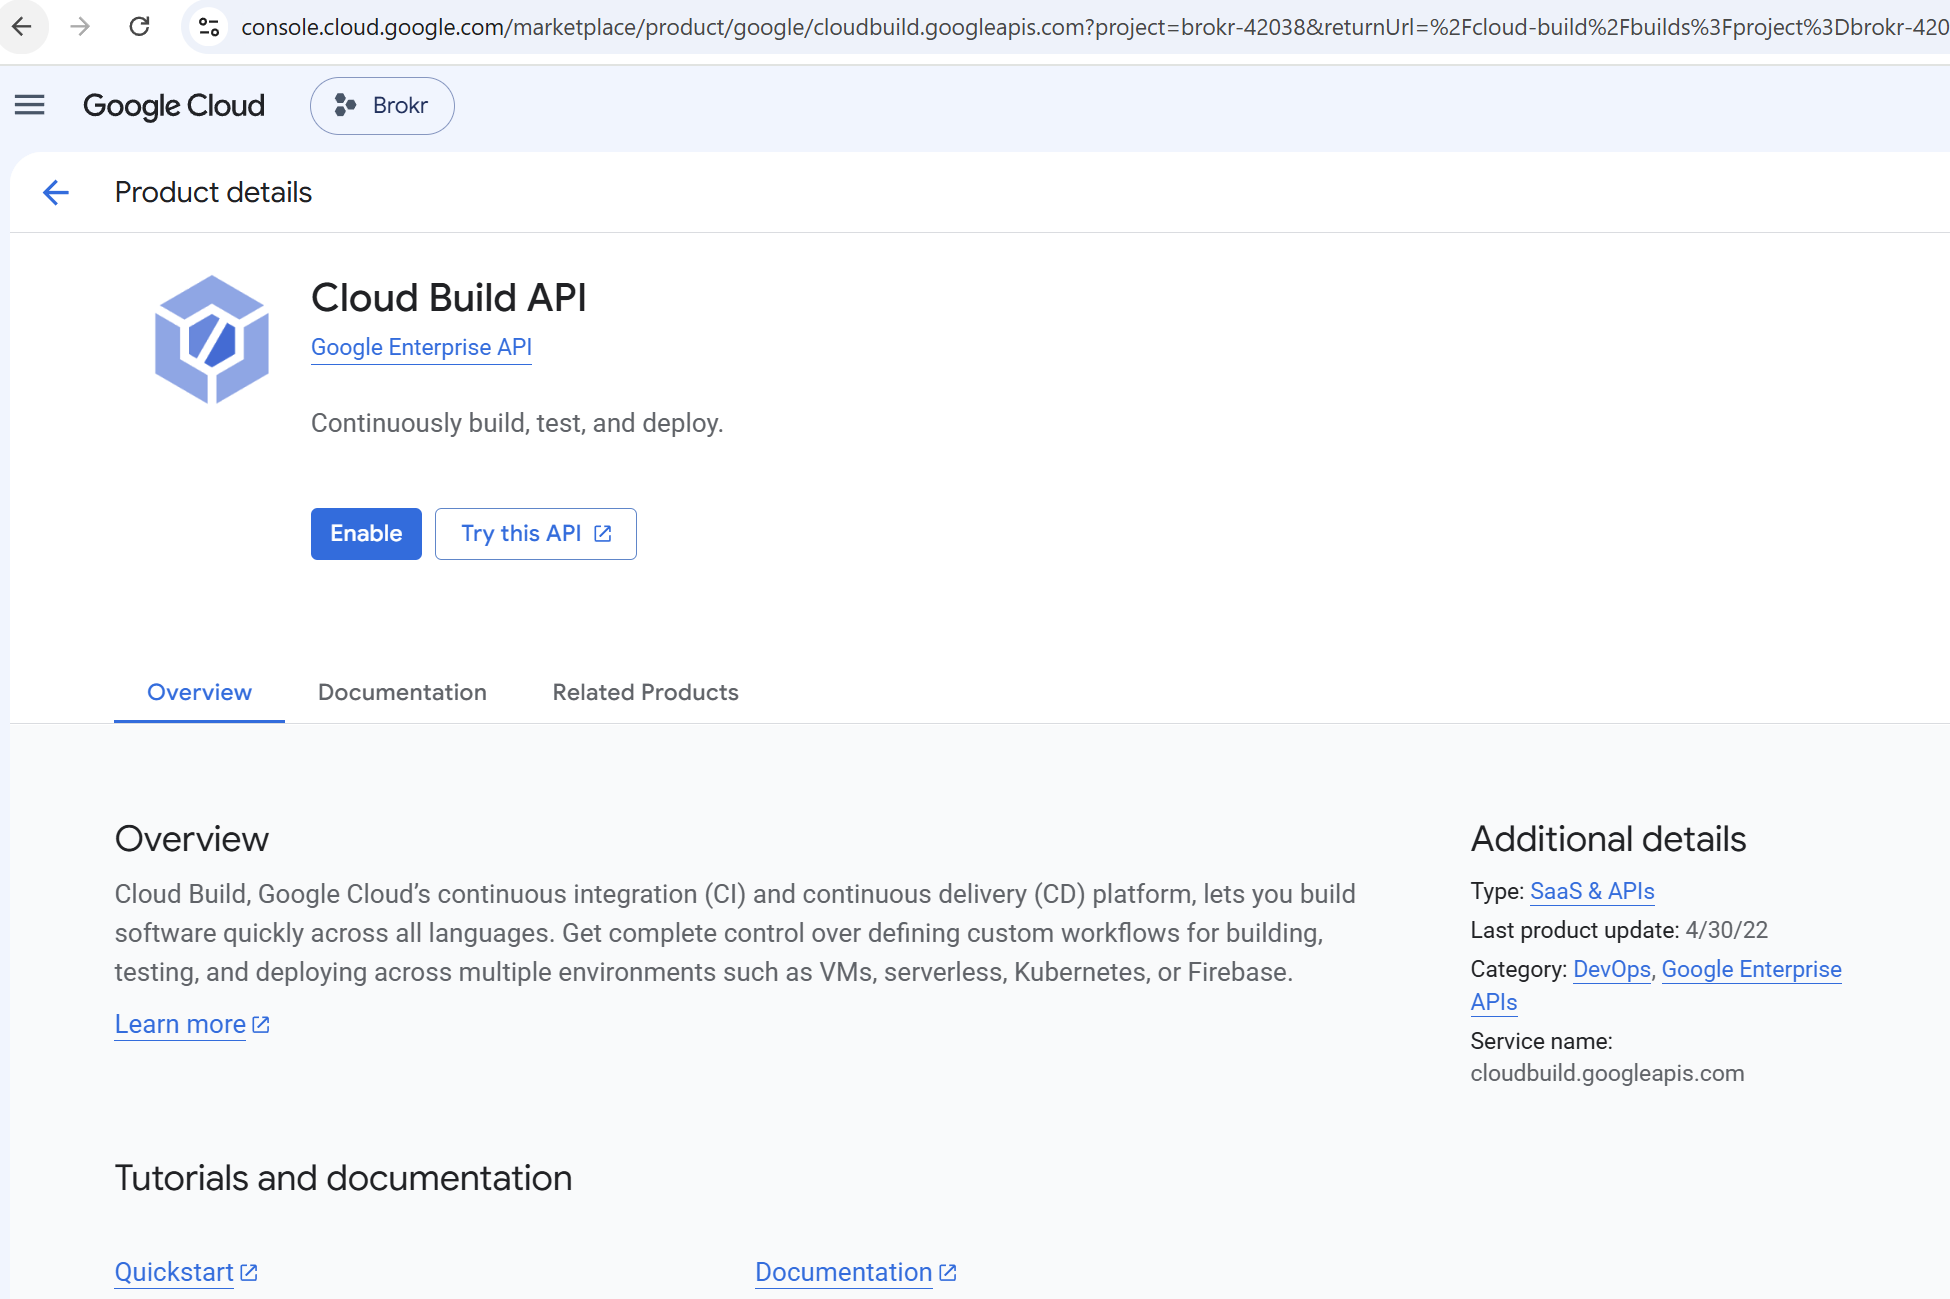 console.cloud.google.com/marketplace/product/google/cloudbuild.googleapis.com?project=brokr-42038&returnUrl=%2Fcloud-build%2Fbuilds%3Fproject%3Dbrokr-420
Google Cloud
Brokr
Product details
Cloud Build API
Google Enterprise API
Continuously build, test, and deploy.
Enable
Try this API
Overview
Documentation
Related Products
Overview
Cloud Build, Google Cloud’s continuous integration (CI) and continuous delivery (CD) platform, lets you build
software quickly across all languages. Get complete control over defining custom workflows for building,
testing, and deploying across multiple environments such as VMs, serverless, Kubernetes, or Firebase.
Learn more
Additional details
Type: SaaS & APIs
Last product update: 4/30/22
Category: DevOps, Google Enterprise
APIs
Service name:
cloudbuild.googleapis.com
Tutorials and documentation
Quickstart
Documentation